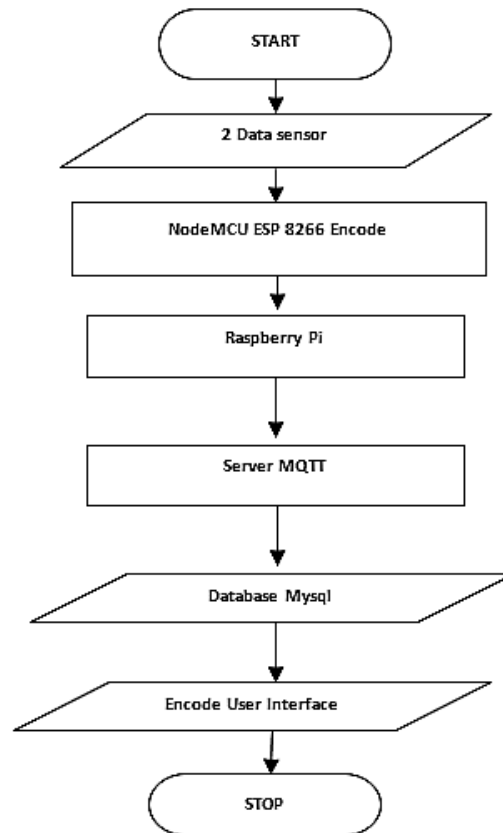 START
2 Data sensor
NodeMCU ESP 8266 Encode
Raspberry Pi
Server MQTT
Database Mysql
Encode User Interface
STOP